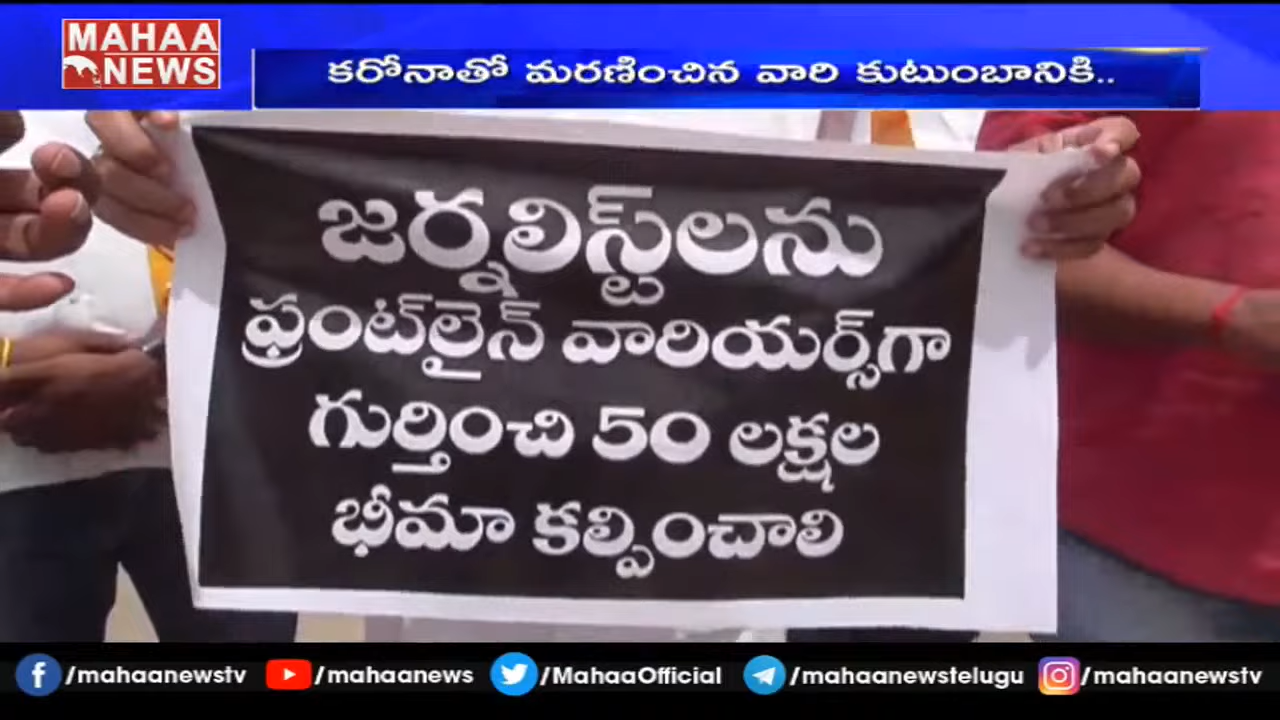 MAHAA
NEWS
కరోనాతో మరణించిన వారి కుటుంబానికి..
జర్నలిస్ట్‌లను
ఫ్రంట్‌లైన్ వారియర్స్‌గా
గుర్తించి 50 లక్షల
భీమా కల్పించాలి
/mahaanewstv /mahaanews /MahaaOfficial /mahaanewstelugu /mahaanewstv